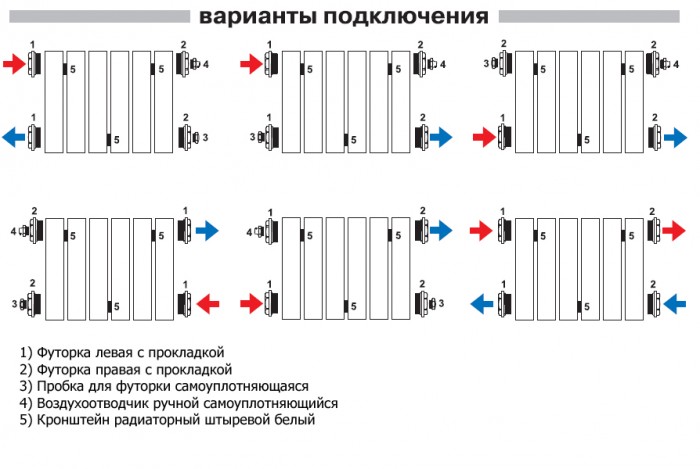 варианты подключения
1 2 1 2 2 2
4 4 3 4
5 5 5 5 5 5
1 2 1 2 1 2
5 3 3 5 5
2 1 2 2 1 2
4 4
5 5 5 5 5 5
2 1 1 2 1 2
3 5 5 3 5
1) Футорка левая с прокладкой
2) Футорка правая с прокладкой
3) Пробка для футорки самоуплотняющаяся
4) Воздухоотводчик ручной самоуплотняющийся
5) Кронштейн радиаторный штыревой белый